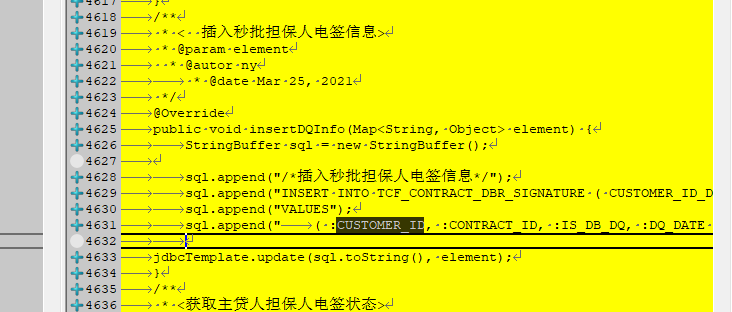 4617 }
4618 /**
4619 * < 插入秒批担保人电签信息>
4620 * @param element
4621 * @autor ny
4622 * @date Mar 25, 2021
4623 */
4624 @Override
4625 public void insertDQInfo(Map<String, Object> element) {
4626 StringBuffer sql = new StringBuffer();
4627
4628 sql.append("/*插入秒批担保人电签信息*/");
4629 sql.append("INSERT INTO TCF_CONTRACT_DBR_SIGNATURE ( CUSTOMER_ID_D
4630 sql.append("VALUES");
4631 sql.append(" ( :CUSTOMER_ID, :CONTRACT_ID, :IS_DB_DQ, :DQ_DATE
4632
4633 jdbcTemplate.update(sql.toString(), element);
4634 }
4635 /**
4636 * <获取主贷人担保人电签状态>